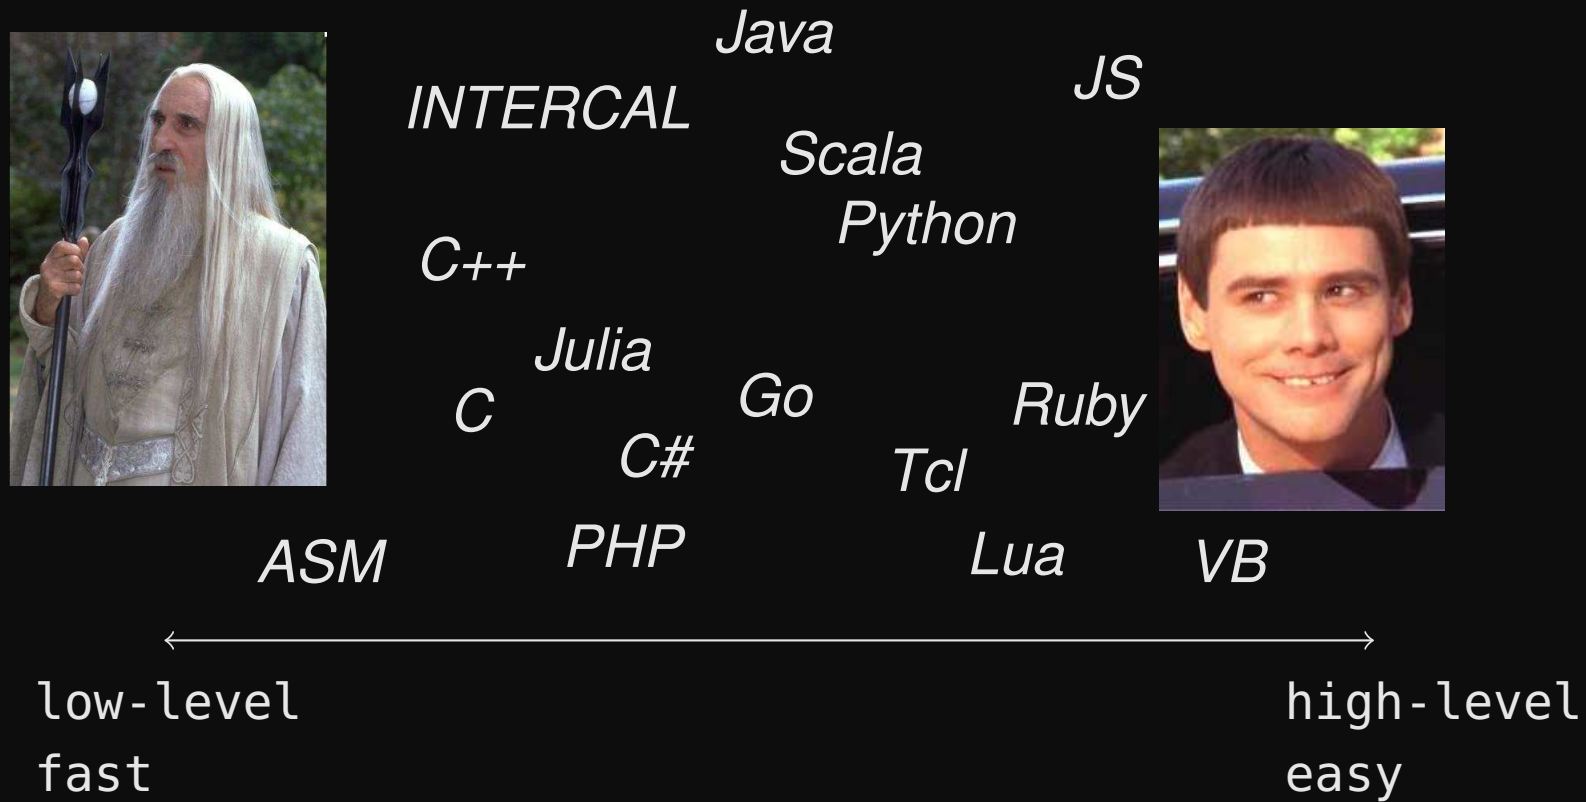 Java
JS
INTERCAL
Scala
Python
C++
Julia
Go
Ruby
C
C#
Tcl
PHP
Lua
ASM
VB
low-level
high-level
fast
easy